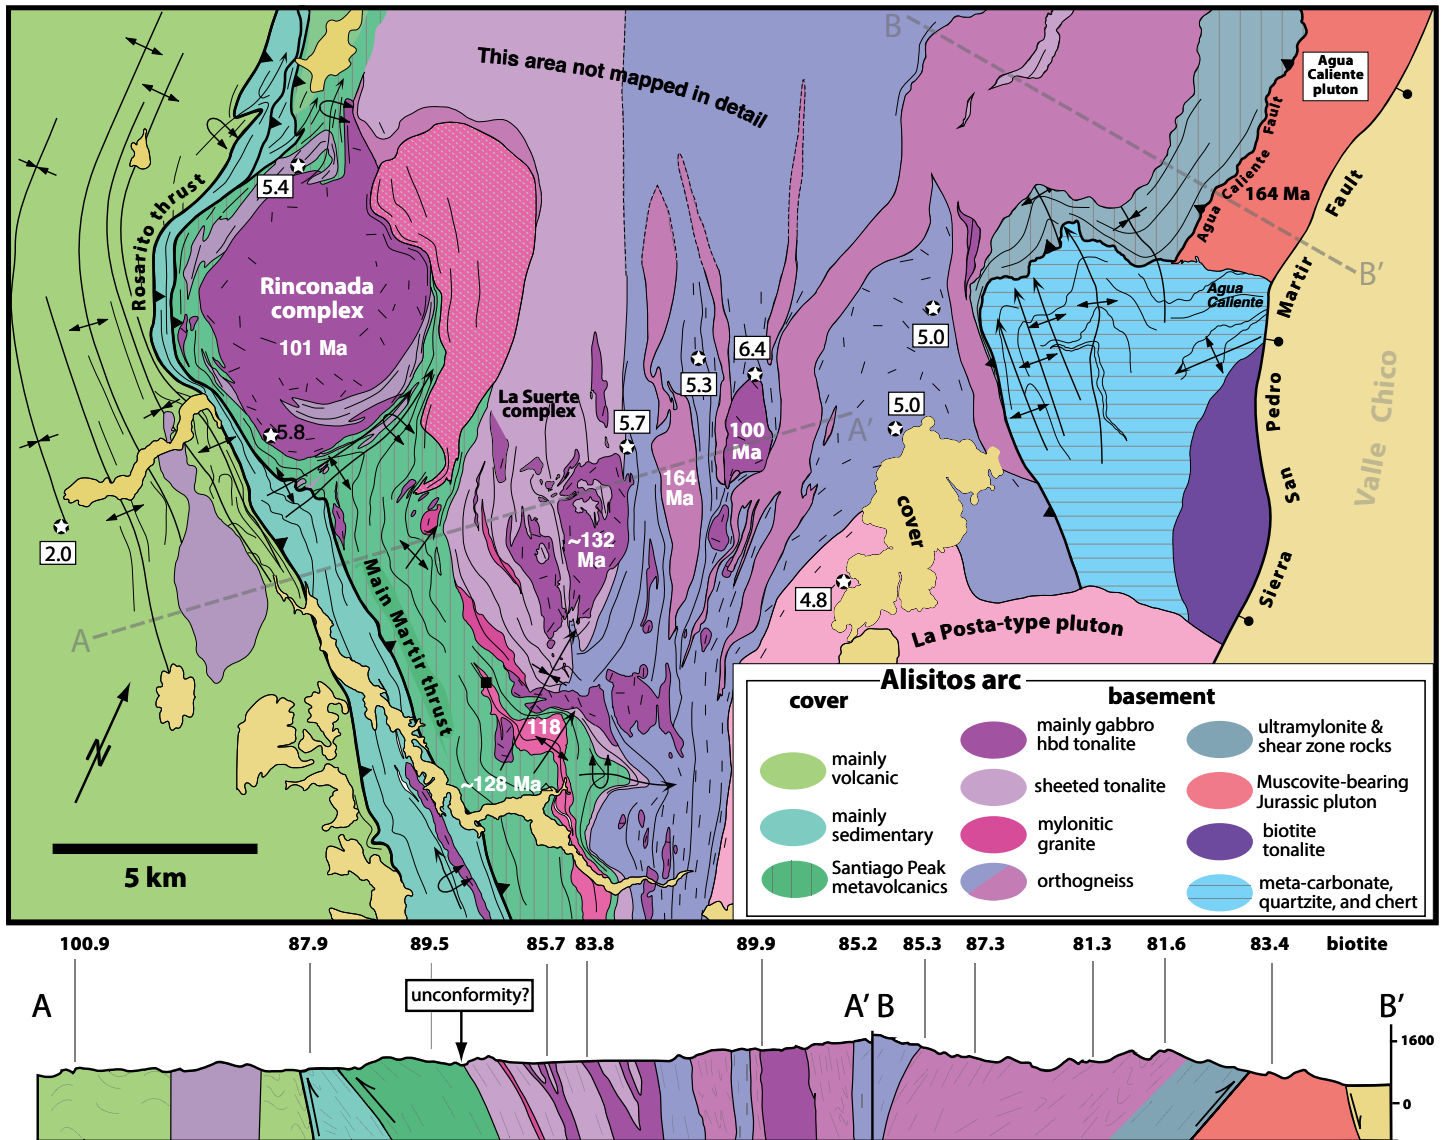 B
This area not mapped in detail
Agua
Caliente
pluton
Agua Caliente Fault
164 Ma
Fault
5.4
Rosarito thrust
Rinconada
complex
101 Ma
B’
Agua
Caliente
Martir
5.0
6.4
5.3
La Suerte
complex
5.7
5.0
100
Ma
A’
5.8
Pedro
Valle Chico
164
Ma
San
cover
2.0
~132
Ma
Main Martir thrust
4.8
Sierra
A
La Posta-type pluton
N
118
~128 Ma
5 km
Alisitos arc
cover
basement
mainly
volcanic
mainly
sedimentary
Santiago Peak
metavolcanics
mainly gabbro
hbd tonalite
sheeted tonalite
mylonitic
granite
orthogneiss
ultramylonite &
shear zone rocks
Muscovite-bearing
Jurassic pluton
biotite
tonalite
meta-carbonate,
quartzite, and chert
100.9 87.9 89.5 85.7 83.8 89.9 85.2 85.3 87.3 81.3 81.6 83.4 biotite
unconformity?
A A’ B B’
1600
0